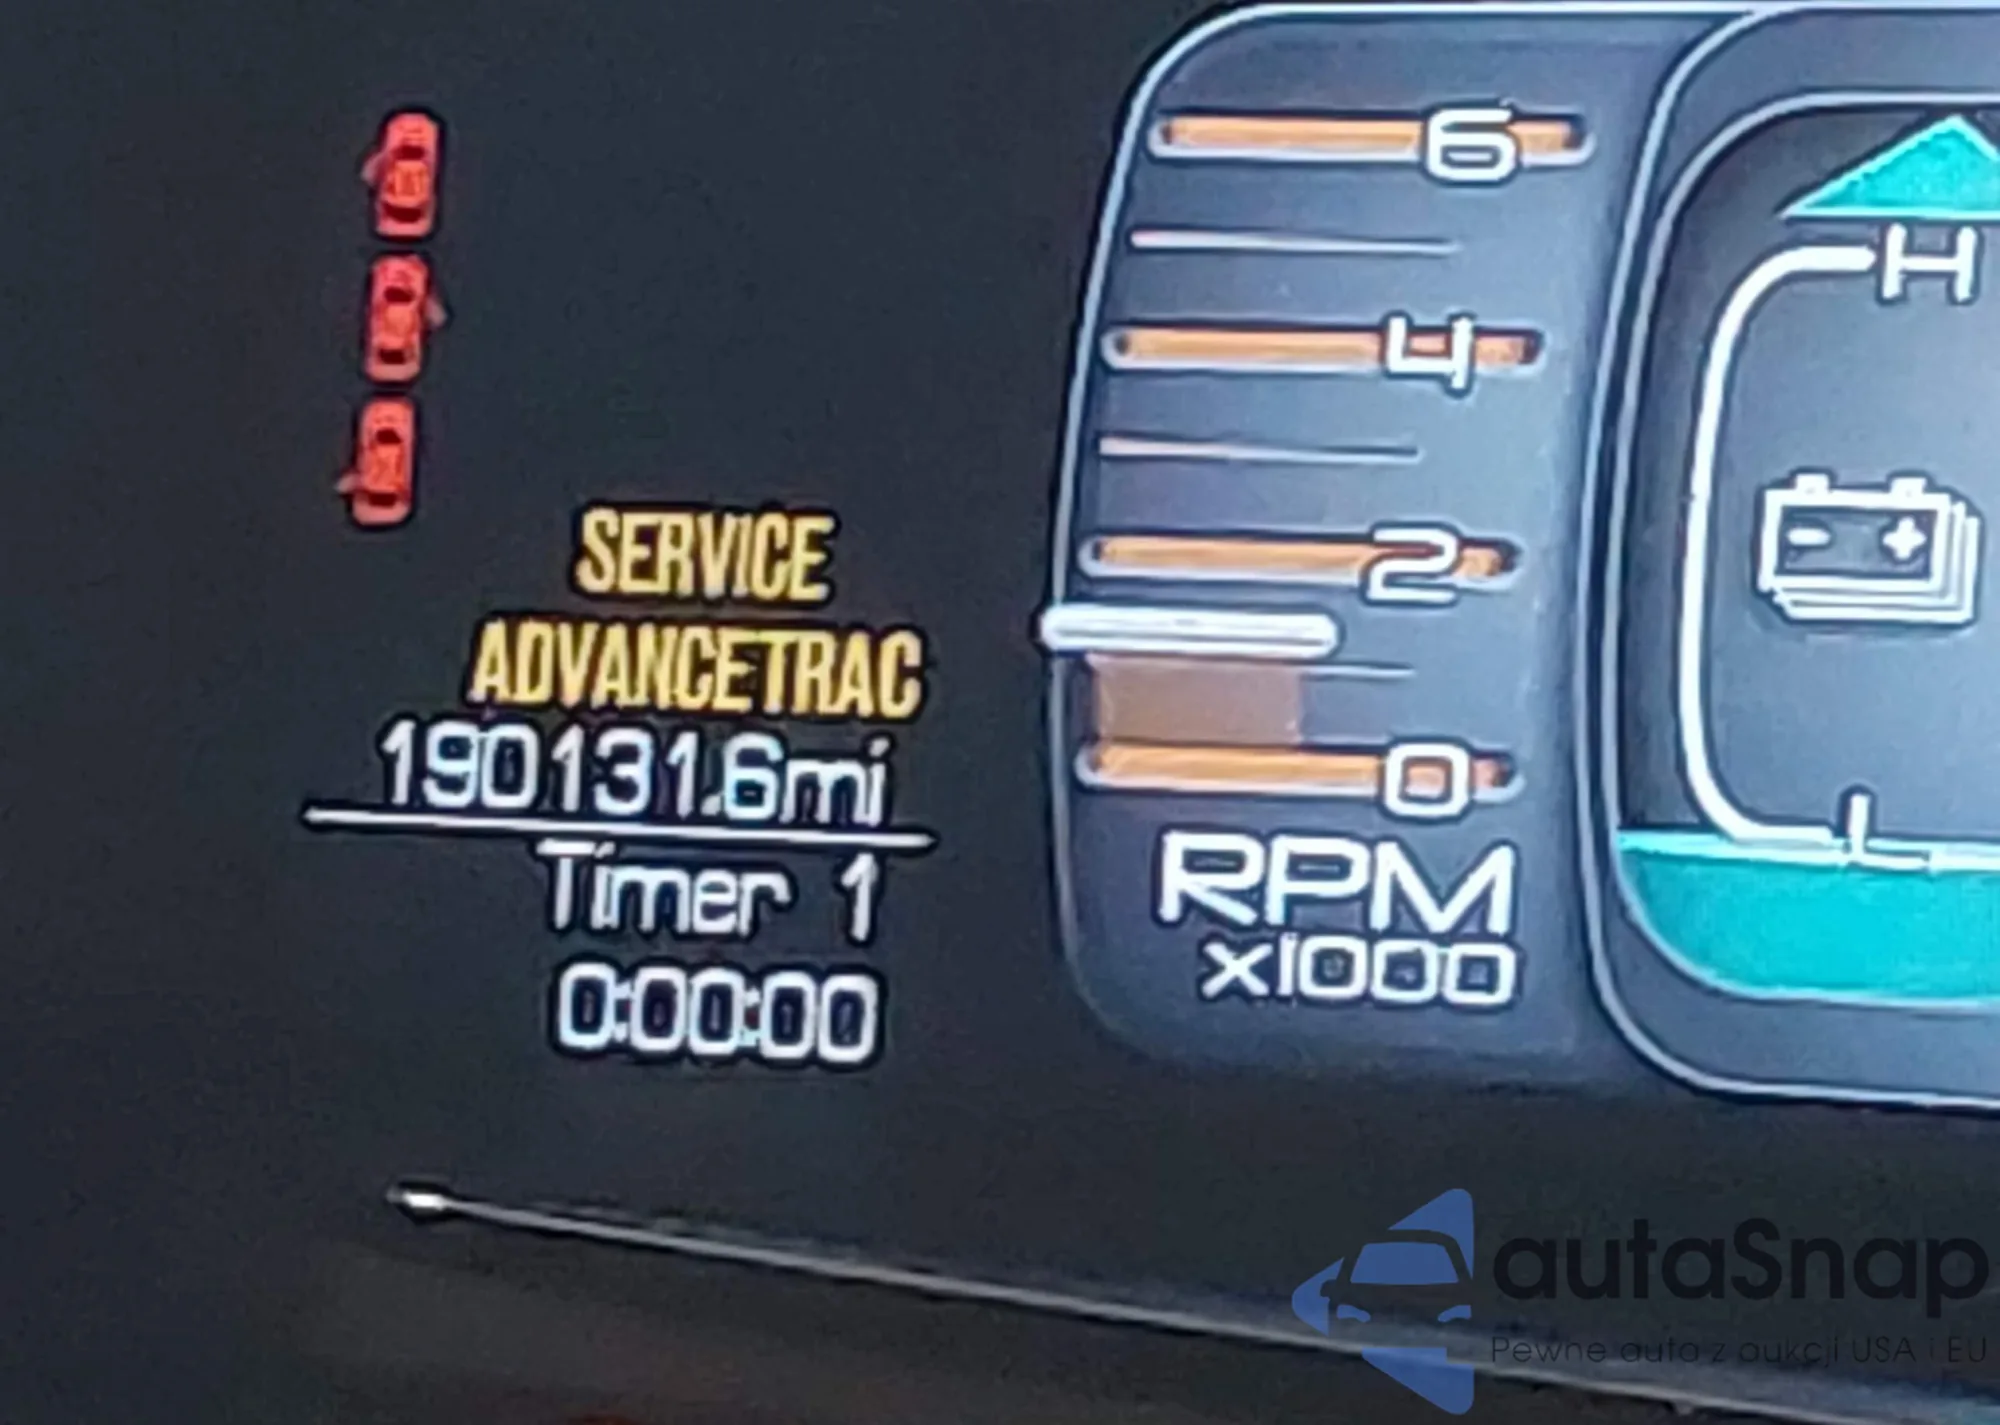 SERVICE
ADVANCETRAC
190131.6mi
Timer 1
0:00:00
6
4
2
0
RPM
x1000
H
- +
L
autaSnap
Pewne auta z aukcji USA i EU